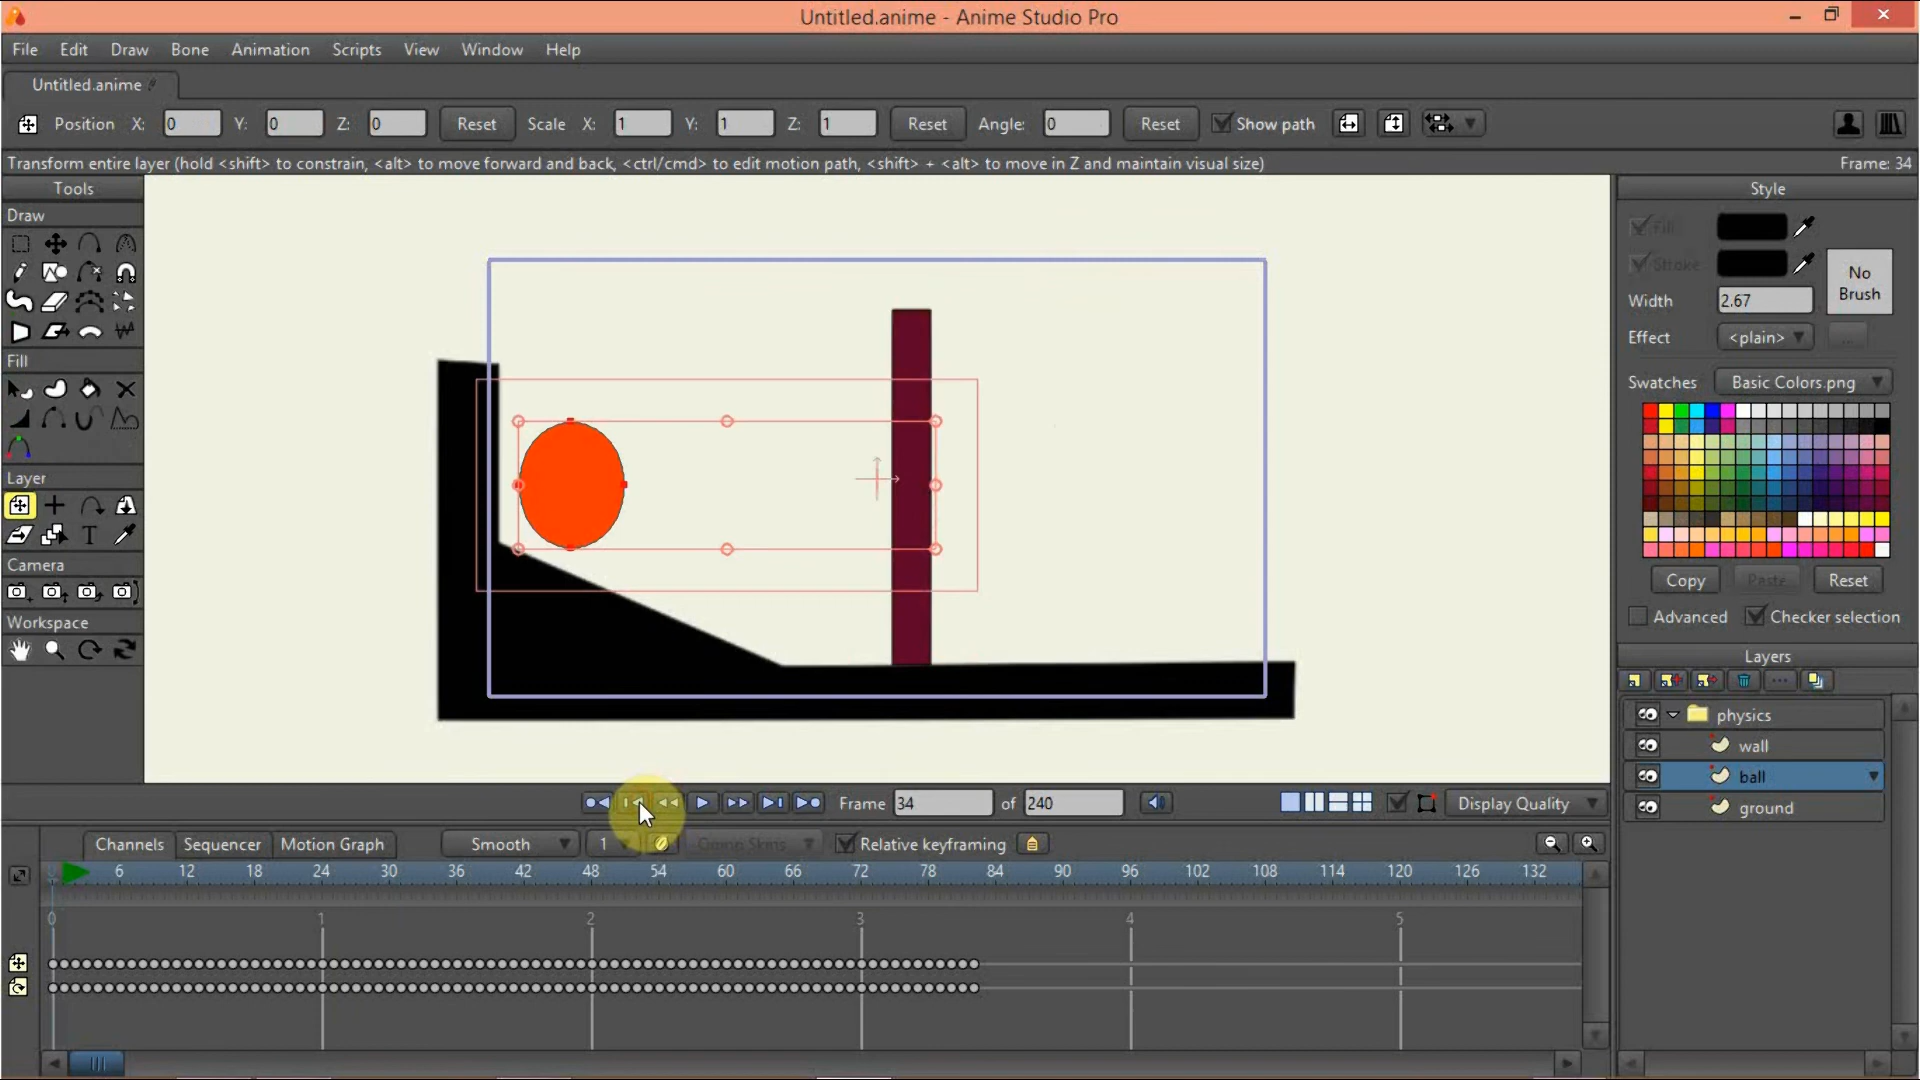 Untitled.anime - Anime Studio Pro
File Edit Draw Bone Animation Scripts View Window Help
Untitled.anime
Position X: 0 Y: 0 Z: 0 Reset Scale X: 1 Y: 1 Z: 1 Reset Angle: 0 Reset Show path
Transform entire layer (hold <shift> to constrain, <alt> to move forward and back, <ctrl/cmd> to edit motion path, <shift> + <alt> to move in Z and maintain visual size) Frame: 34
Tools
Draw
Fill
Layer
T
Camera
Workspace
Style
Fill
Stroke
No
Brush
Width 2.67
Effect <plain> ...
Swatches Basic Colors.png
Copy Paste Reset
Advanced Checker selection
Layers
physics
wall
ball
ground
Frame 34 of 240 Display Quality
Channels Sequencer Motion Graph Smooth 1 Relative keyframing
0 6 12 18 24 30 36 42 48 54 60 66 72 78 84 90 96 102 108 114 120 126 132
0 1 2 3 4 5